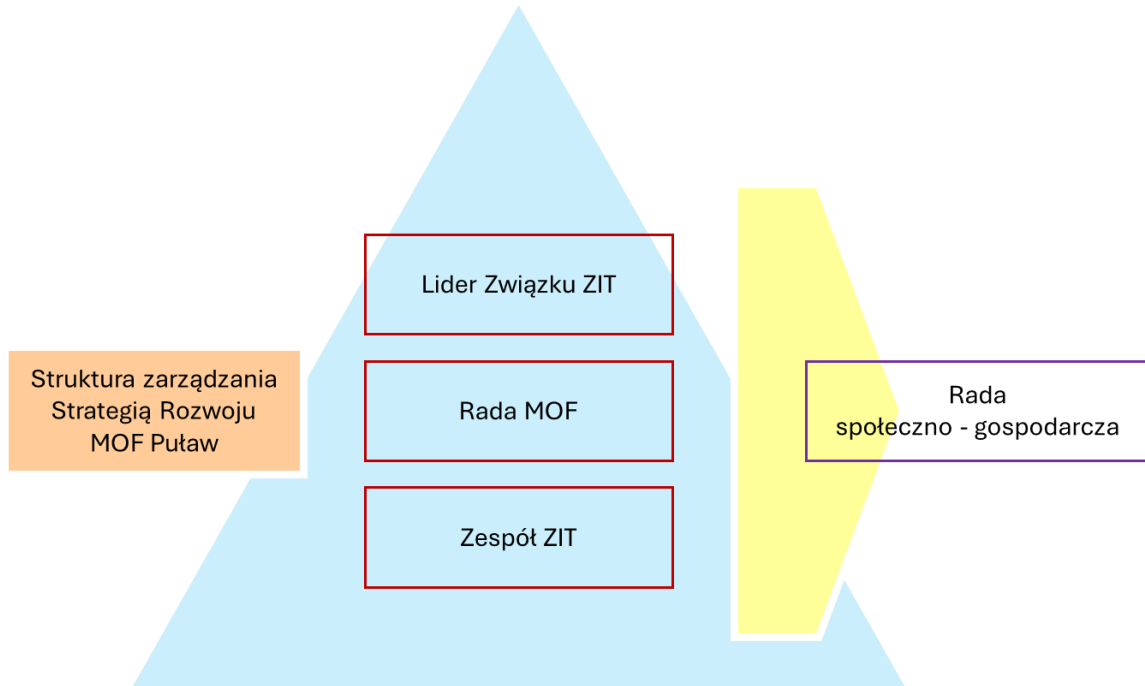 Lider Związku ZIT
Struktura zarządzania
Strategią Rozwoju
MOF Puław
Rada MOF
Rada
społeczno - gospodarcza
Zespół ZIT